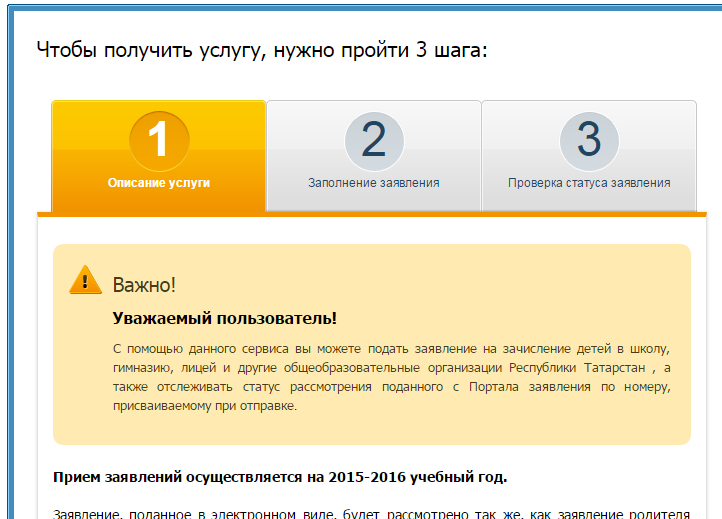 Чтобы получить услугу, нужно пройти 3 шага:
1
Описание услуги
2
Заполнение заявления
3
Проверка статуса заявления
Важно!
Уважаемый пользователь!
С помощью данного сервиса вы можете подать заявление на зачисление детей в школу,
гимназию, лицей и другие общеобразовательные организации Республики Татарстан , а
также отслеживать статус рассмотрения поданного с Портала заявления по номеру,
присваиваемому при отправке.
Прием заявлений осуществляется на 2015-2016 учебный год.
Заявление, поданное в электронном виде, будет рассмотрено так же, как заявление родителя